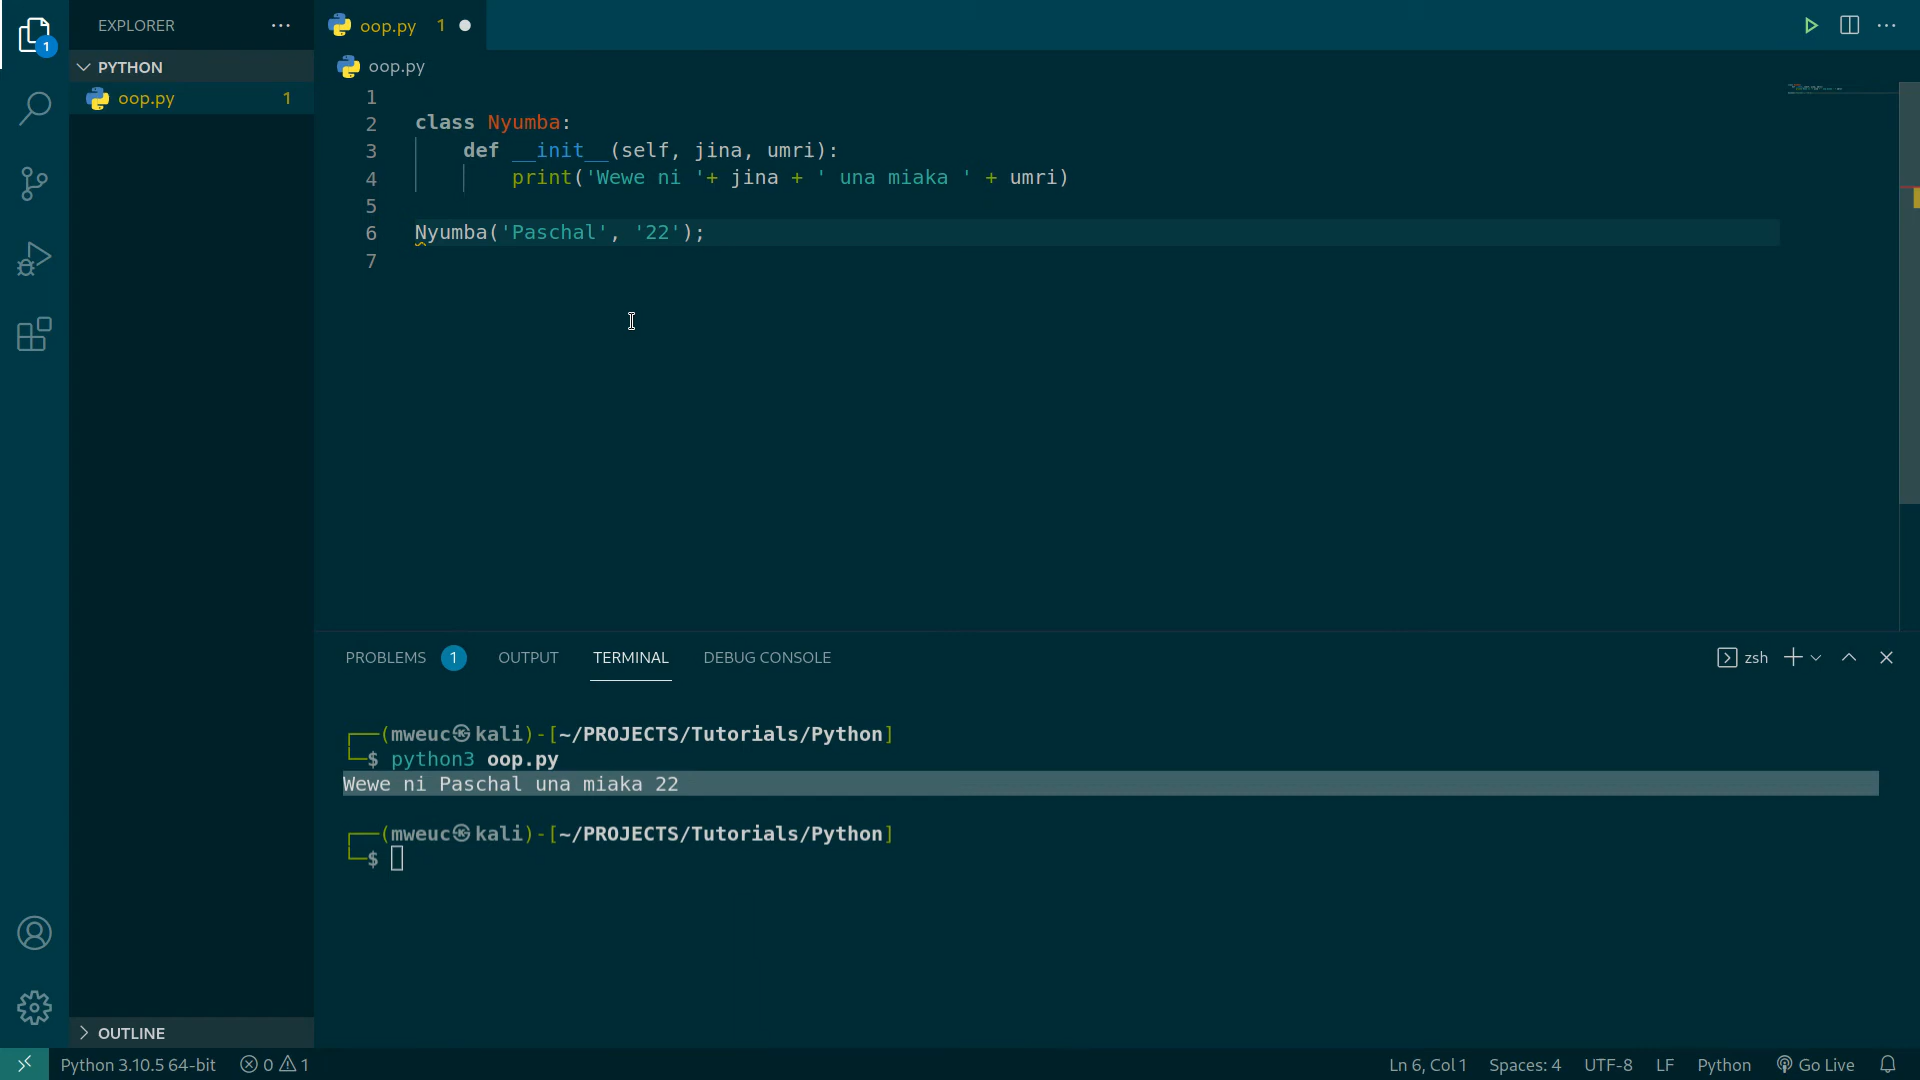 EXPLORER
1
PYTHON
oop.py 1
oop.py 1
oop.py
1
2 class Nyumba:
3 def __init__(self, jina, umri):
4 print('Wewe ni '+ jina + ' una miaka ' + umri)
5
6 Nyumba('Paschal', '22');
7
PROBLEMS 1 OUTPUT TERMINAL DEBUG CONSOLE
zsh
┌──(mweuc㉿kali)-[~/PROJECTS/Tutorials/Python]
└─$ python3 oop.py
Wewe ni Paschal una miaka 22
┌──(mweuc㉿kali)-[~/PROJECTS/Tutorials/Python]
└─$
OUTLINE
Python 3.10.5 64-bit 0 1 Ln 6, Col 1 Spaces: 4 UTF-8 LF Python Go Live